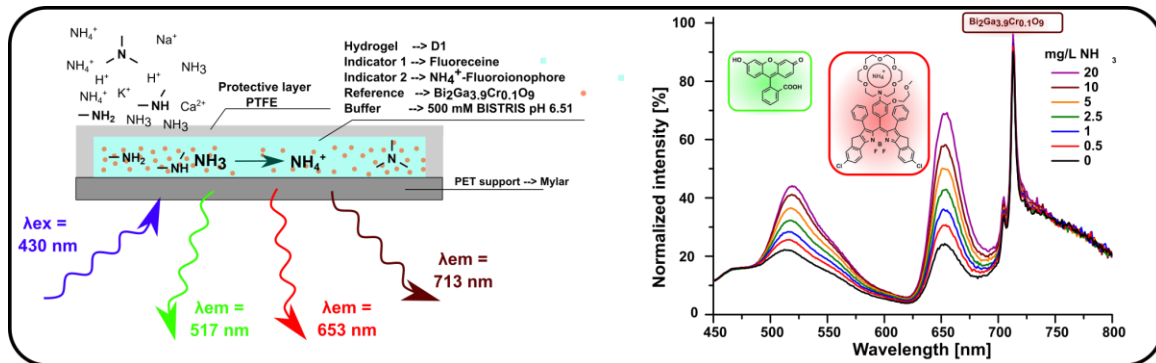 NH₄⁺
N
Na⁺
NH₄⁺
H⁺
H⁺
NH₃
NH₄⁺
K⁺
NH
Ca²⁺
NH₂
NH₃
NH₃
Protective layer
PTFE
Hydrogel --> D1
Indicator 1 --> Fluoreceine
Indicator 2 --> NH₄⁺-Fluoroionophore
Reference --> Bi2Ga3.9Cr0.1O9
Buffer --> 500 mM BISTRIS pH 6.51
NH₂
NH
NH₃
NH₄⁺
N
PET support --> Mylar
λex =
430 nm
λem =
517 nm
λem =
653 nm
λem =
713 nm
Normalized intensity [%]
100
80
60
40
20
0
450 500 550 600 650 700 750 800
Wavelength [nm]
HO
O
O
COOH
O
O
O
O
NH₄⁺
N
O
O
N
B
N
F F
Cl
Cl
Bi₂Ga₃.₉Cr₀.₁O9
mg/L NH ₃
20
10
5
2.5
1
0.5
0